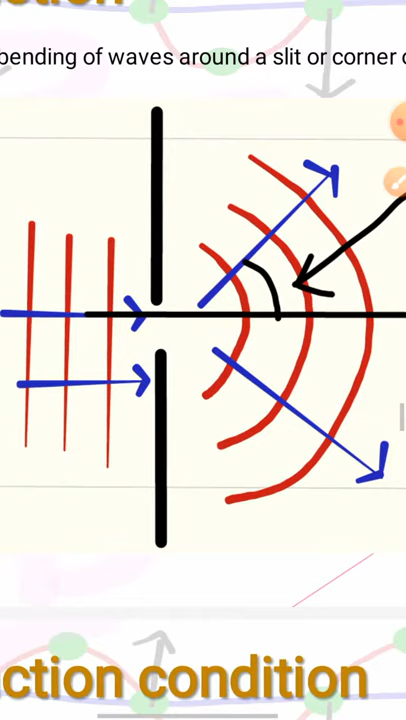 bending of waves around a slit or corner
ction condition